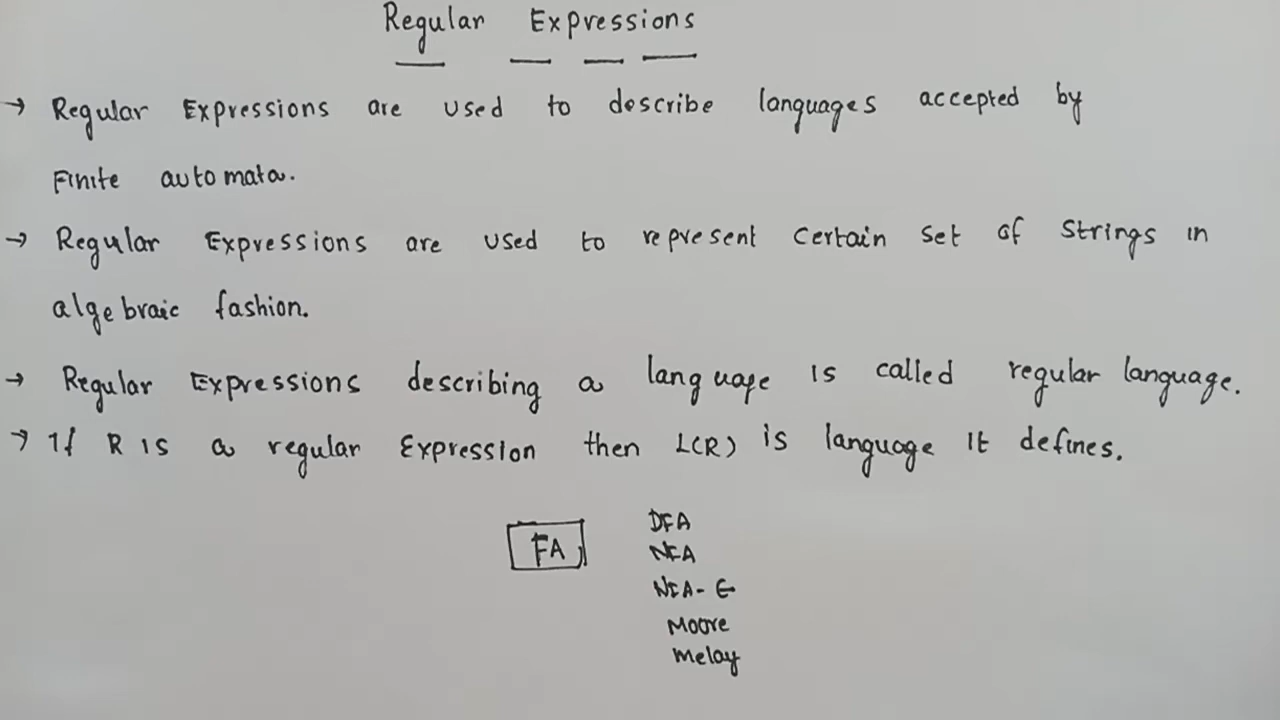 Regular Expressions
→ Regular Expressions are used to describe languages accepted by
Finite automata.
→ Regular Expressions are used to represent certain set of strings in
algebraic fashion.
→ Regular Expressions describing a language is called regular language.
→ If R is a regular Expression then L(R) is language it defines.
FA
DFA
NFA
NFA-ϵ
Moore
Melay